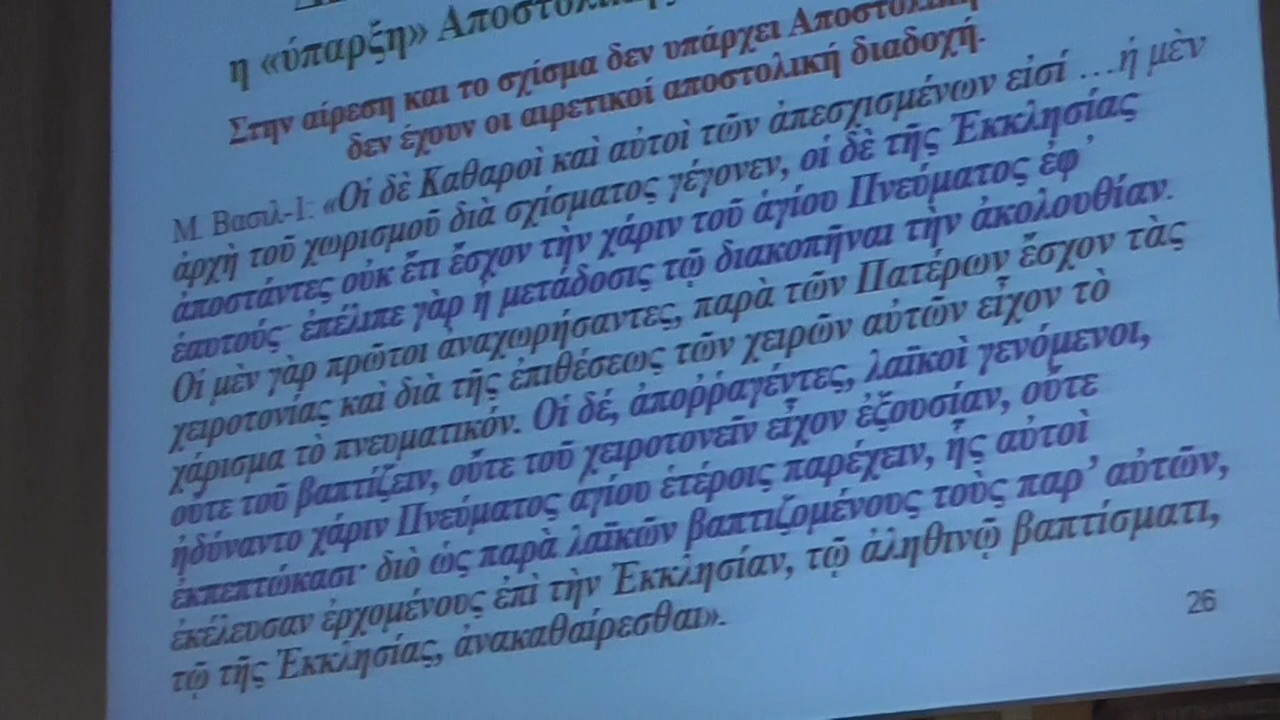 η «ύπαρξη»
Στην αίρεση και το σχίσμα δεν υπάρχει
δεν έχουν οι αιρετικοί αποστολική διαδοχή.
Μ. Βασιλ-1: «Οἱ δὲ Καθαροὶ καὶ αὐτοὶ τῶν ἀπεσχισμένων εἰσί …ἡ μὲν
ἀρχὴ τοῦ χωρισμοῦ διὰ σχίσματος γέγονεν, οἱ δὲ τῆς Ἐκκλησίας
ἀποστάντες οὐκ ἔτι ἔσχον τὴν χάριν τοῦ ἁγίου Πνεύματος ἐφ᾽
ἑαυτούς· ἐπέλιπε γὰρ ἡ μετάδοσις τῷ διακοπῆναι τὴν ἀκολουθίαν.
Οἱ μὲν γὰρ πρῶτοι ἀναχωρήσαντες, παρὰ τῶν Πατέρων ἔσχον τὰς
χειροτονίας καὶ διὰ τῆς ἐπιθέσεως τῶν χειρῶν αὐτῶν εἶχον τὸ
χάρισμα τὸ πνευματικόν. Οἱ δέ, ἀποῤῥαγέντες, λαϊκοὶ γενόμενοι,
οὔτε τοῦ βαπτίζειν, οὔτε τοῦ χειροτονεῖν εἶχον ἐξουσίαν, οὔτε
ἠδύναντο χάριν Πνεύματος ἁγίου ἑτέροις παρέχειν, ἧς αὐτοὶ
ἐκπεπτώκασι· διὸ ὡς παρὰ λαϊκῶν βαπτιζομένους τοὺς παρ᾽ αὐτῶν,
ἐκέλευσαν ἐρχομένους ἐπὶ τὴν Ἐκκλησίαν, τῷ ἀληθινῷ βαπτίσματι,
τῷ τῆς Ἐκκλησίας, ἀνακαθαίρεσθαι».
26